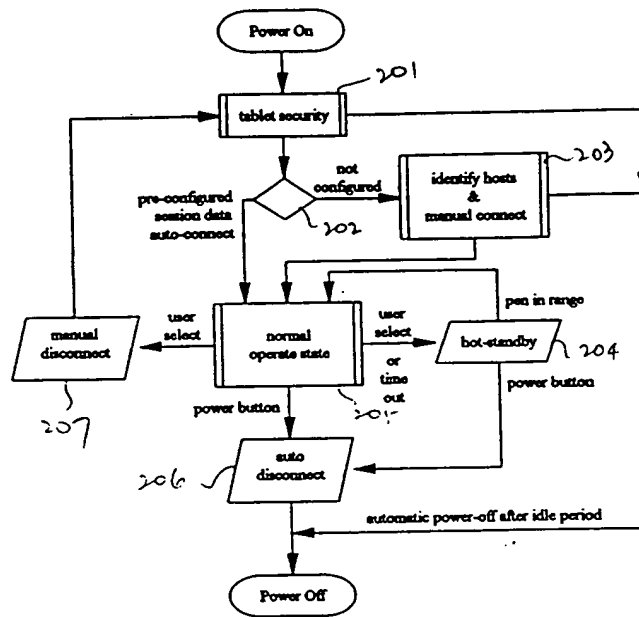 Power On
201
tablet security
not
configured
203
identify hosts
&
manual connect
pre-configured
session data
auto-connect
202
pen in range
user
select
manual
disconnect
normal
operate state
user
select
hot-standby
204
or
time
out
207
power button
205
power button
auto
disconnect
206
automatic power-off after idle period
Power Off